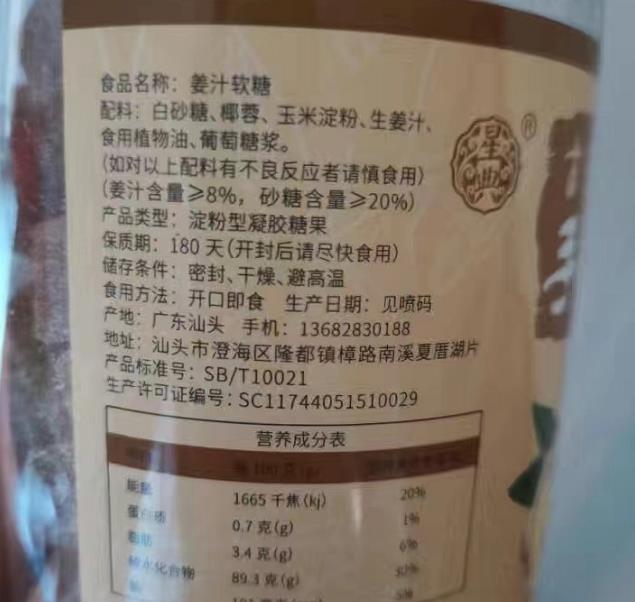 食品名称：姜汁软糖
配料：白砂糖、椰蓉、玉米淀粉、生姜汁、
食用植物油、葡萄糖浆。
(如对以上配料有不良反应者请慎食用)
(姜汁含量≥8%，砂糖含量≥20%)
产品类型：淀粉型凝胶糖果
保质期：180 天(开封后请尽快食用)
储存条件：密封、干燥、避高温
食用方法：开口即食 生产日期：见喷码
产地：广东汕头 手机：13682830188
地址：汕头市澄海区隆都镇樟路南溪夏厝湖片
产品标准号：SB/T10021
生产许可证编号：SC11744051510029
星典®
营养成分表
每 100 克(g)
能量 1665 千焦(kj) 20%
蛋白质 0.7 克(g) 1%
脂肪 3.4 克(g) 6%
碳水化合物 89.3 克(g) 30%